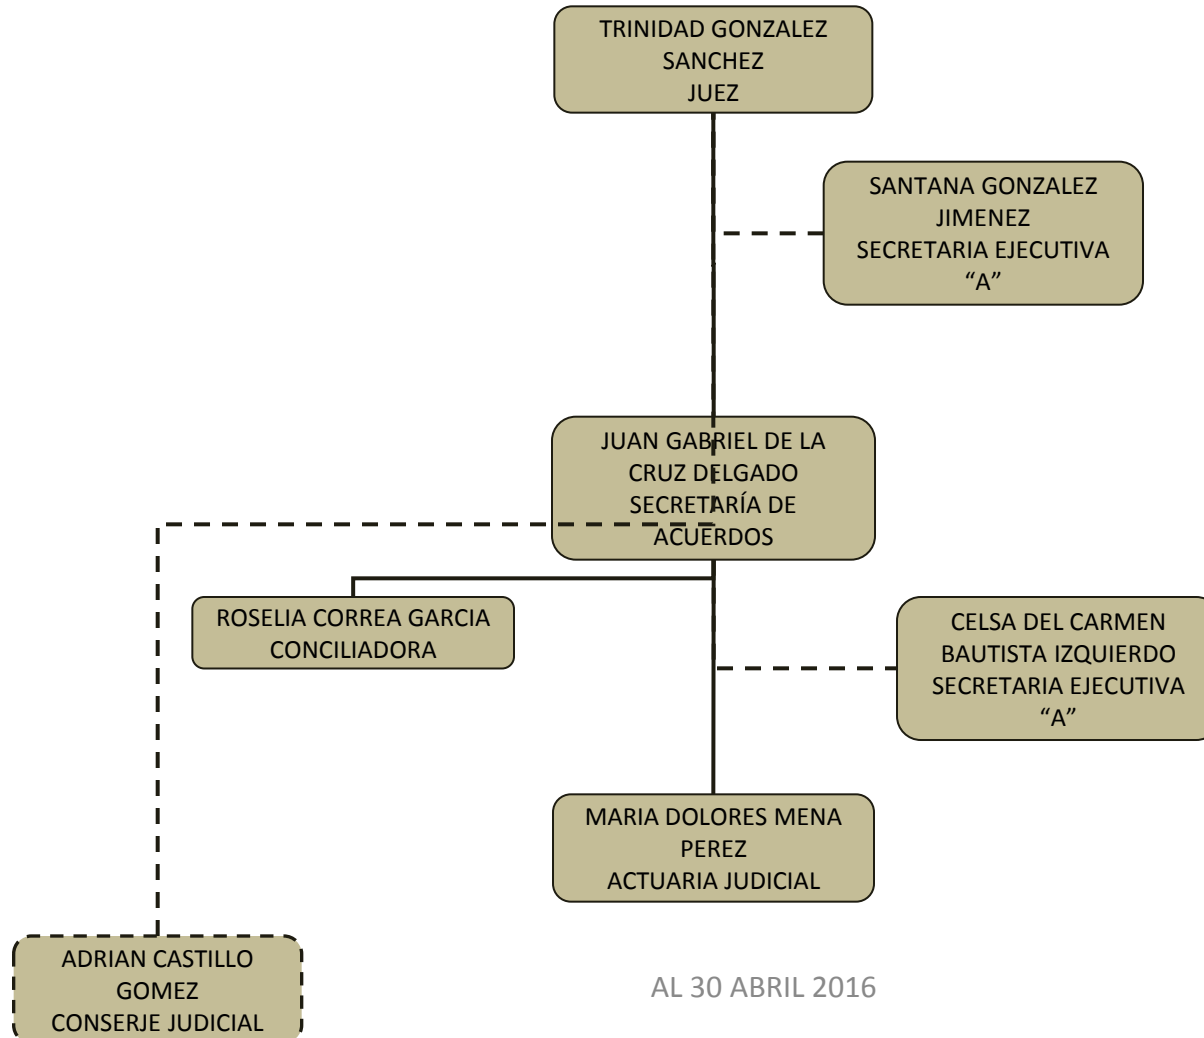 TRINIDAD GONZALEZ
SANCHEZ
JUEZ
SANTANA GONZALEZ
JIMENEZ
SECRETARIA EJECUTIVA
“A”
JUAN GABRIEL DE LA
CRUZ DELGADO
SECRETARÍA DE
ACUERDOS
ROSELIA CORREA GARCIA
CONCILIADORA
CELSA DEL CARMEN
BAUTISTA IZQUIERDO
SECRETARIA EJECUTIVA
“A”
MARIA DOLORES MENA
PEREZ
ACTUARIA JUDICIAL
ADRIAN CASTILLO
GOMEZ
CONSERJE JUDICIAL
AL 30 ABRIL 2016